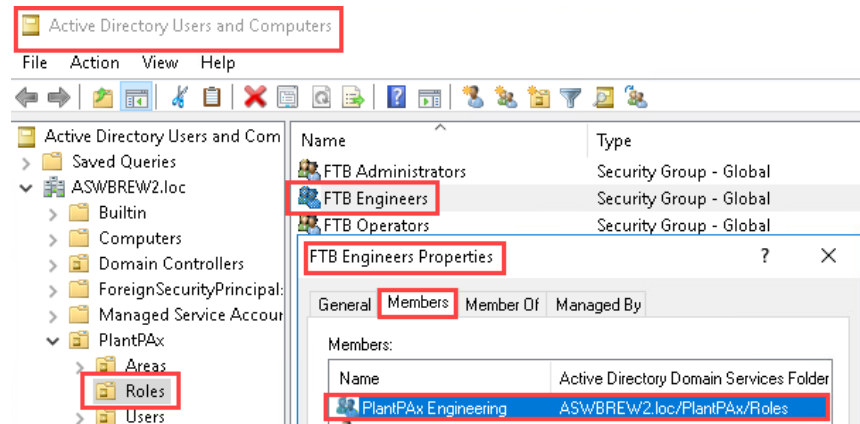 Active Directory Users and Computers
File Action View Help
Active Directory Users and Com
Saved Queries
ASWBREW2.loc
Builtin
Computers
Domain Controllers
ForeignSecurityPrincipal:
Managed Service Accour
PlantPAx
Areas
Roles
Users
Name Type
FTB Administrators Security Group - Global
FTB Engineers Security Group - Global
FTB Operators Security Group - Global
FTB Engineers Properties ?
General Members Member Of Managed By
Members:
Name Active Directory Domain Services Folder
PlantPAx Engineering ASWBREW2.loc/PlantPAx/Roles